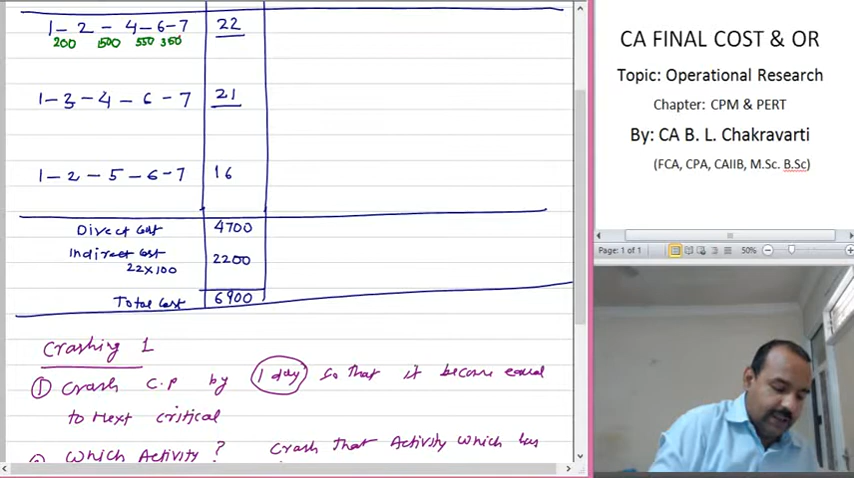 1-2-4-6-7 22
200 1500 550 350
1-3-4-6-7 21
1-2-5-6-7 16
Direct Cost 4700
Indirect Cost 2200
22x100
Total Cost 6900
Crashing 1
① Crash C.P by 1 day so that it become equal
to Next critical
Which Activity? Crash that Activity which has
CA FINAL COST & OR
Topic: Operational Research
Chapter: CPM & PERT
By: CA B. L. Chakravarti
(FCA, CPA, CAIIB, M.Sc. B.Sc)
Page: 1 of 1 50%